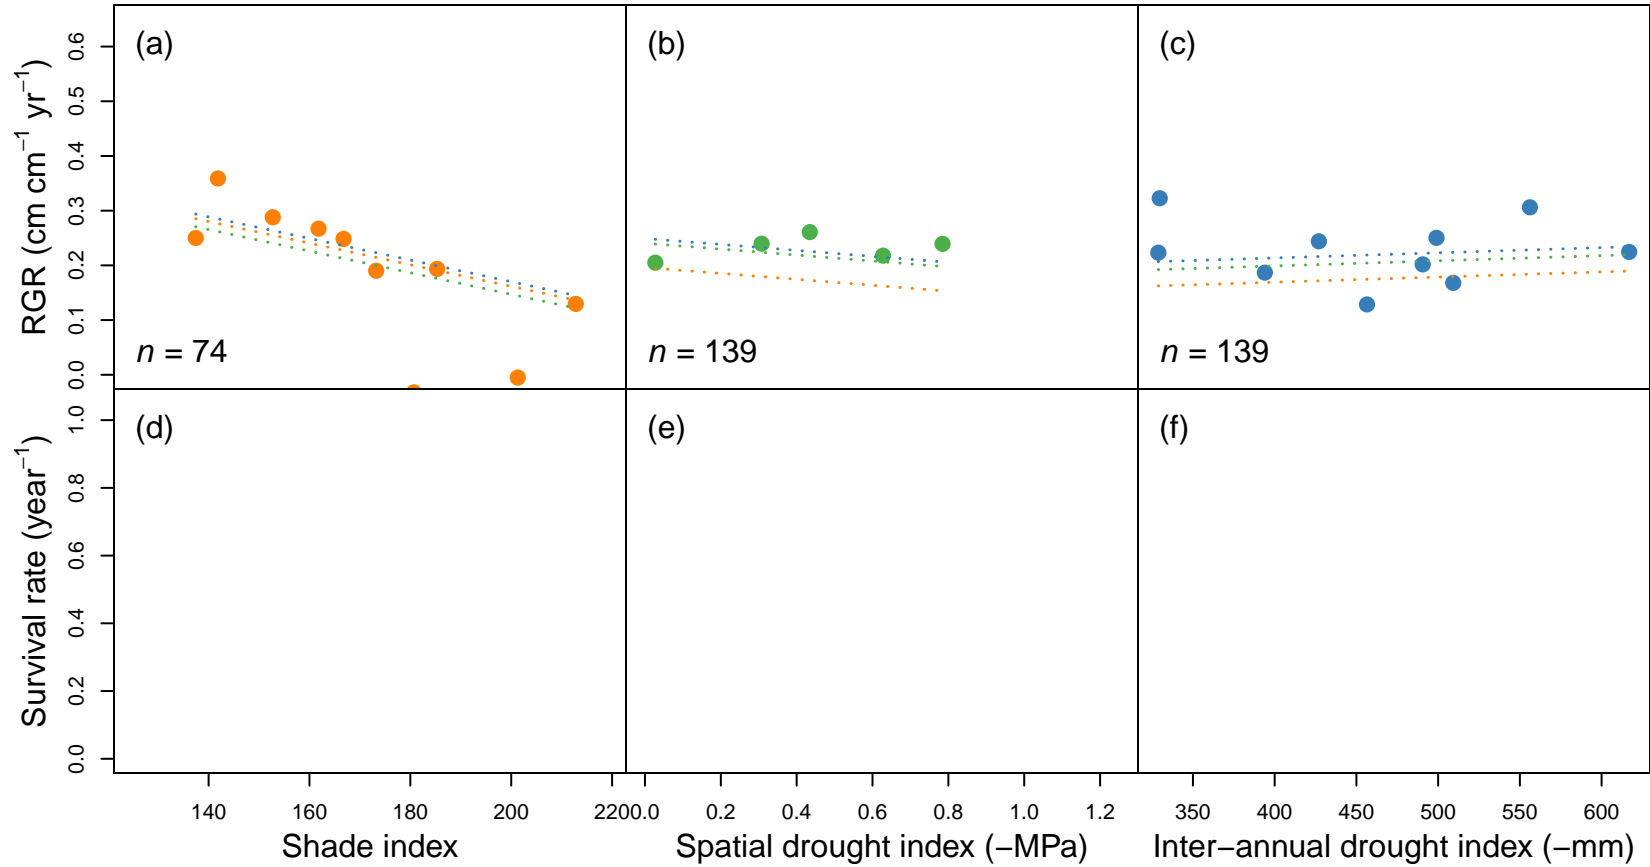 (a) (b) (c)
RGR (cm cm⁻¹ yr⁻¹)
0.6
0.5
0.4
0.3
0.2
0.1
0.0
n = 74 n = 139 n = 139
(d) (e) (f)
Survival rate (year⁻¹)
1.0
0.8
0.6
0.4
0.2
0.0
140 160 180 200 220 0.0 0.2 0.4 0.6 0.8 1.0 1.2 350 400 450 500 550 600
Shade index Spatial drought index (−MPa) Inter−annual drought index (−mm)